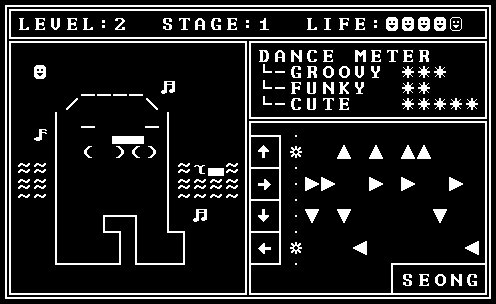 LEVEL:2 STAGE:1 LIFE:
DANCE METER
GROOVY ***
FUNKY **
CUTE *****
SEONG